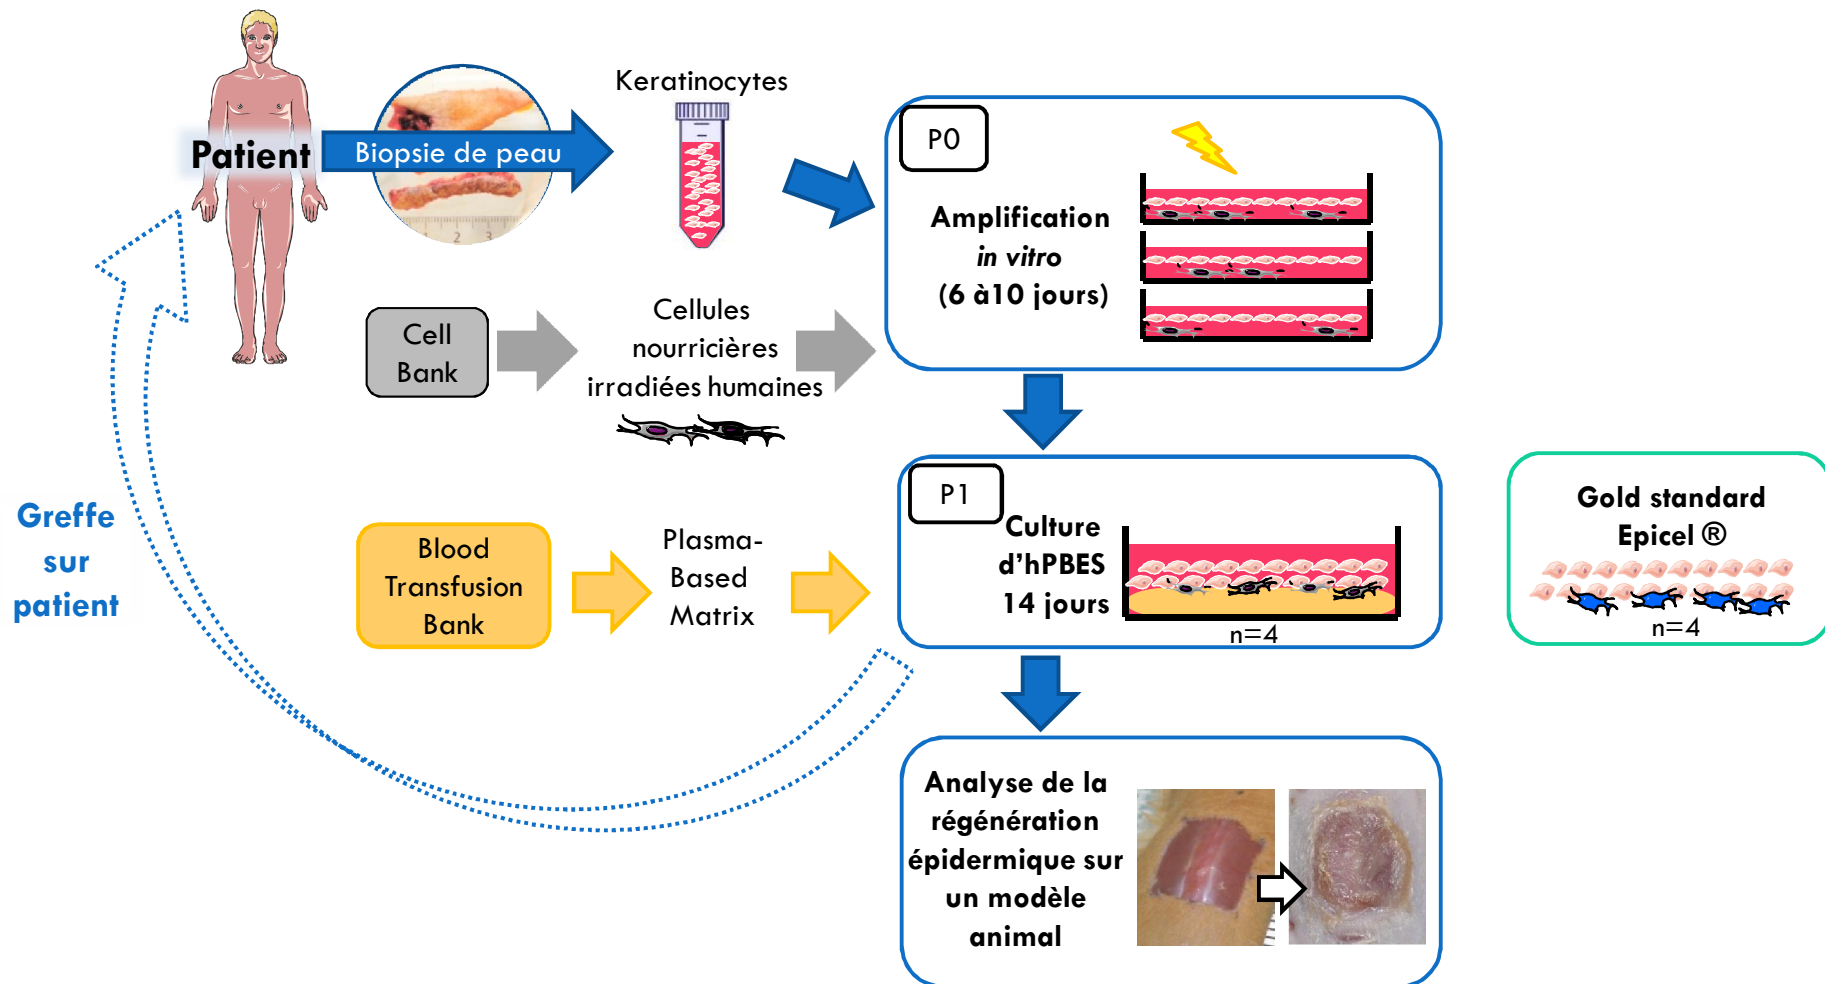 Keratinocytes
Patient
Biopsie de peau
2
3
P0
Amplification
in vitro
(6 à10 jours)
Cell
Bank
Cellules
nourricières
irradiées humaines
Greffe
sur
patient
Blood
Transfusion
Bank
Plasma-
Based
Matrix
P1
Culture
d'hPBES
14 jours
n=4
Gold standard
Epicel ®
n=4
Analyse de la
régénération
épidermique sur
un modèle
animal